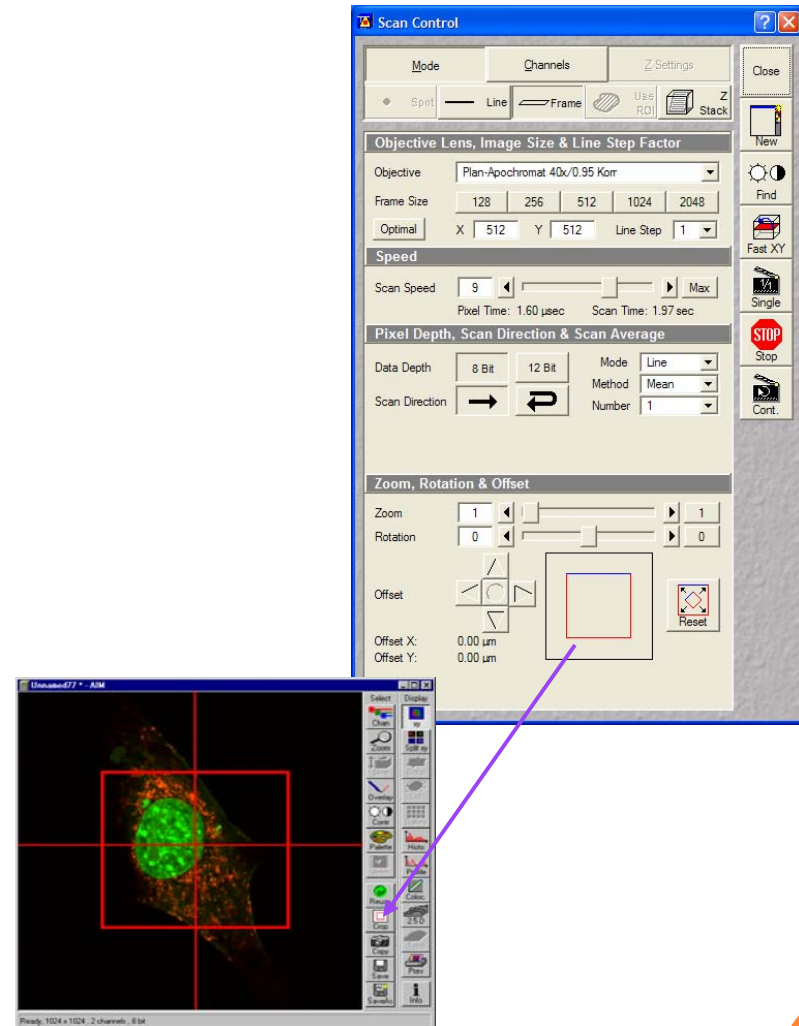 Scan Control
Mode Channels Z Settings
Close
Spot Line Frame Use ROI Z Stack
New
Objective Lens, Image Size & Line Step Factor
Objective Plan-Apochromat 40x/0.95 Korr
Find
Frame Size 128 256 512 1024 2048
Optimal X 512 Y 512 Line Step 1
Fast XY
Speed
Scan Speed 9 Max
1/1
Single
Pixel Time: 1.60 µsec Scan Time: 1.97 sec
Pixel Depth, Scan Direction & Scan Average
STOP
Stop
Data Depth 8 Bit 12 Bit Mode Line
Method Mean
Scan Direction Number 1
Cont.
Zoom, Rotation & Offset
Zoom 1 1
Rotation 0 0
Offset
Reset
Offset X: 0.00 µm
Offset Y: 0.00 µm
Unnamed77 * - AIM
Select Display
Chan xy
Zoom Split xy
Overlay
Contr
Palette Histo
Profile
Reuse Coloc.
Crop 2.5 D
Copy
Save Prev
SaveAs Info
Ready, 1024 x 1024 , 2 channels , 8 bit